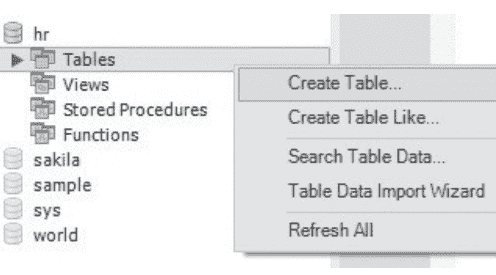 hr
Tables
Views
Stored Procedures
Functions
sakila
sample
sys
world
Create Table...
Create Table Like...
Search Table Data...
Table Data Import Wizard
Refresh All